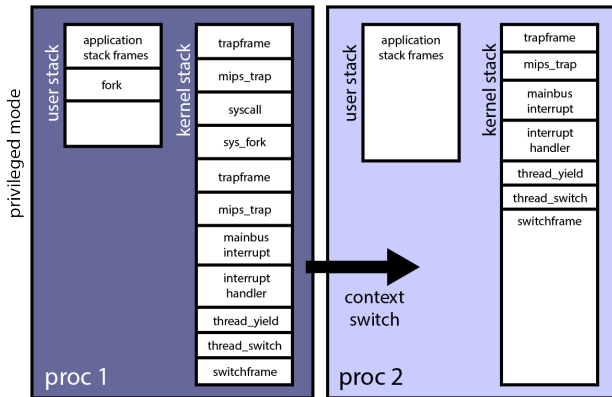 privileged mode
user stack
application
stack frames
fork
kernel stack
trapframe
mips_trap
syscall
sys_fork
trapframe
mips_trap
mainbus
interrupt
interrupt
handler
thread_yield
thread_switch
switchframe
proc 1
context
switch
user stack
application
stack frames
kernel stack
trapframe
mips_trap
mainbus
interrupt
interrupt
handler
thread_yield
thread_switch
switchframe
proc 2